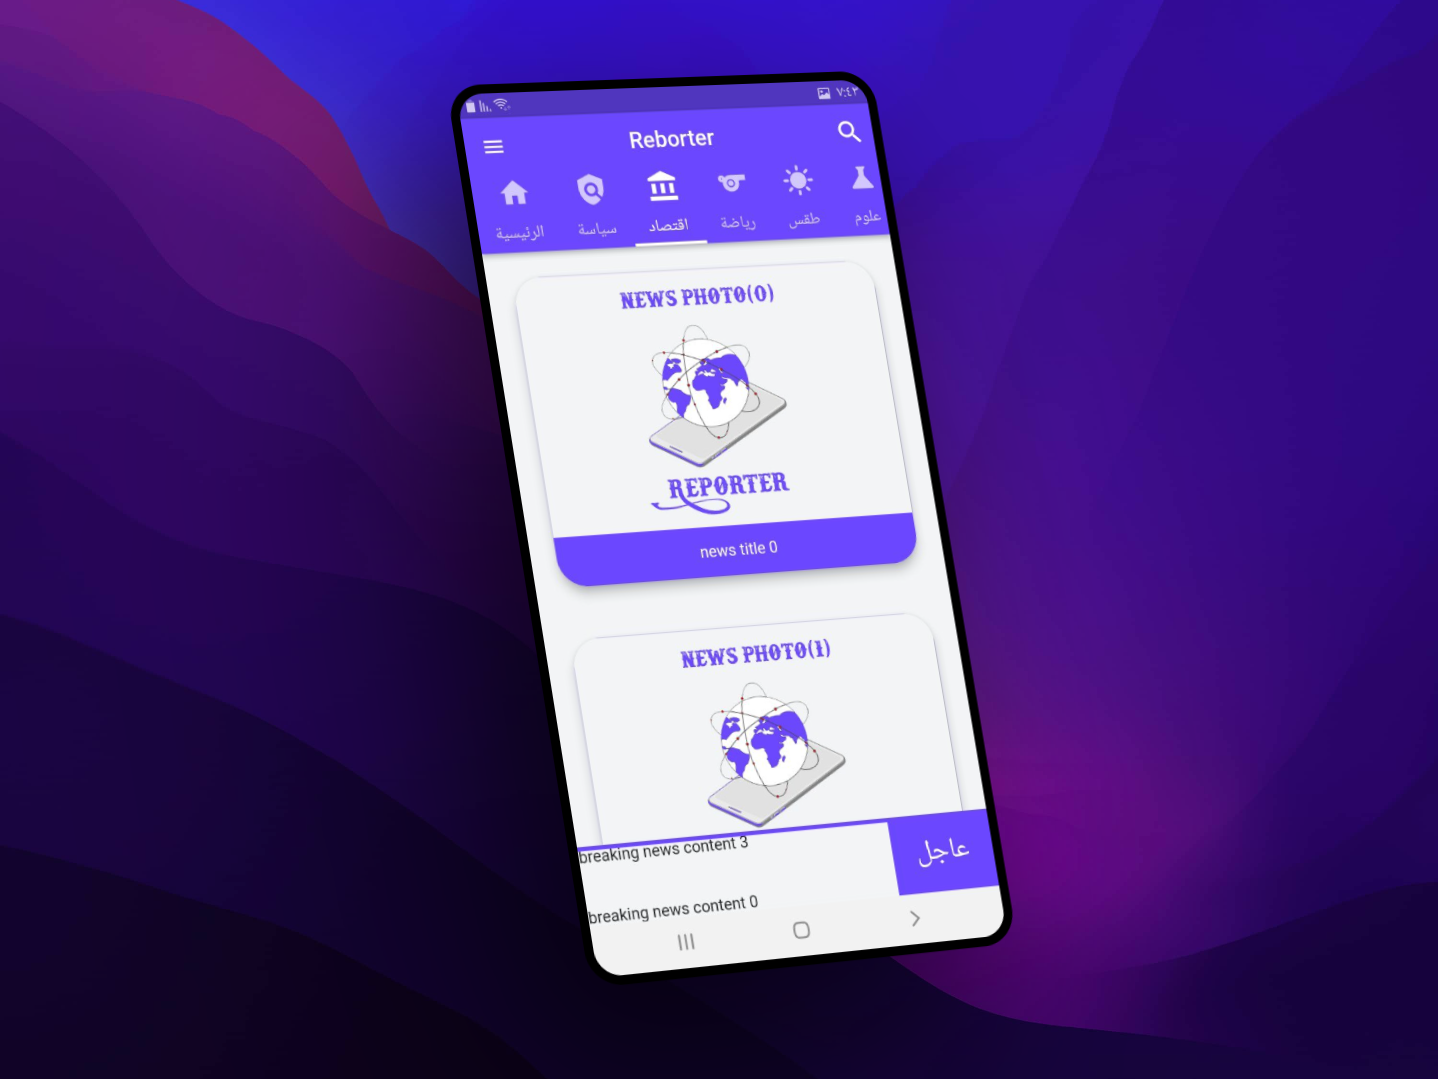 ٧:٤٣
Reborter
الرئيسية
سياسة
اقتصاد
رياضة
طقس
علوم
NEWS PHOTO(0)
REPORTER
news title 0
NEWS PHOTO(1)
breaking news content 3
عاجل
breaking news content 0